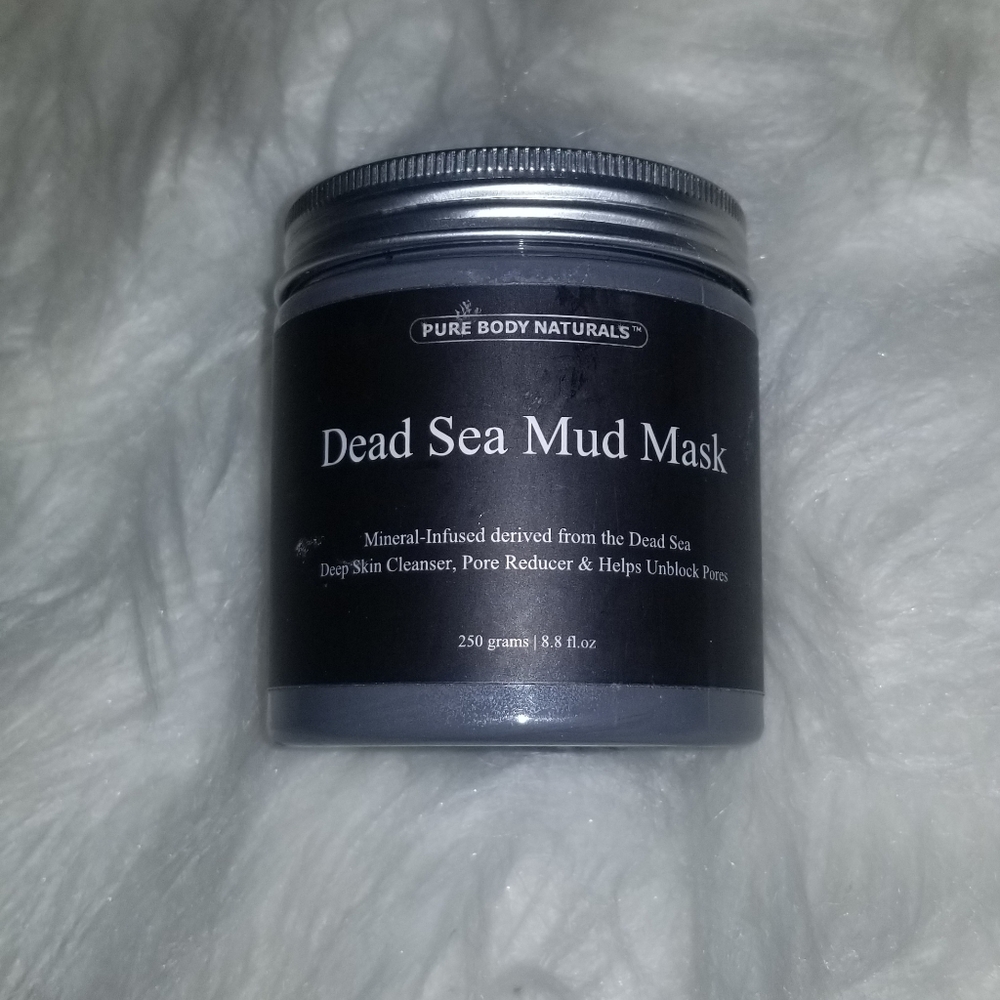 PURE BODY NATURALS™
Dead Sea Mud Mask
Mineral-Infused derived from the Dead Sea
Deep Skin Cleanser, Pore Reducer & Helps Unblock Pores
250 grams | 8.8 fl.oz